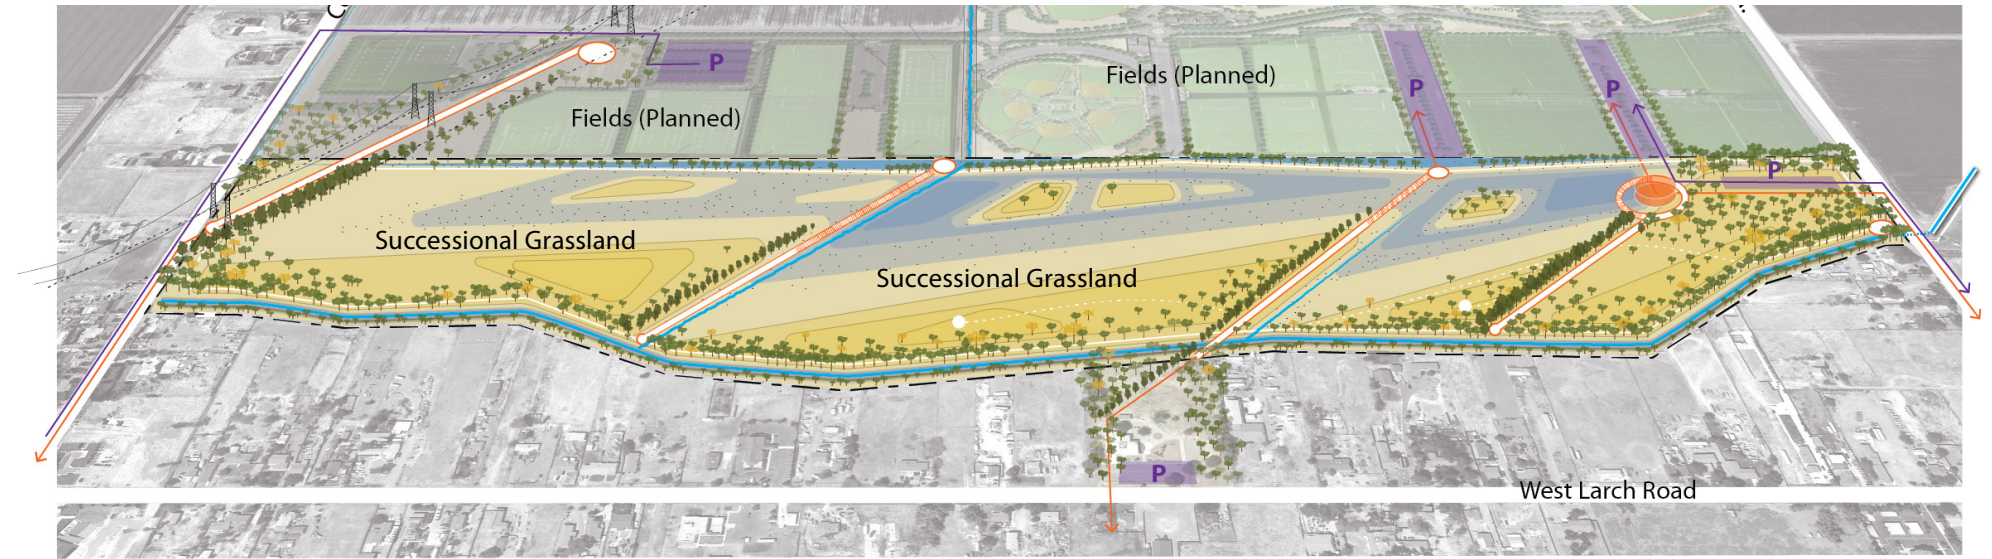 P
Fields (Planned)
P
P
Fields (Planned)
P
Successional Grassland
Successional Grassland
P
West Larch Road